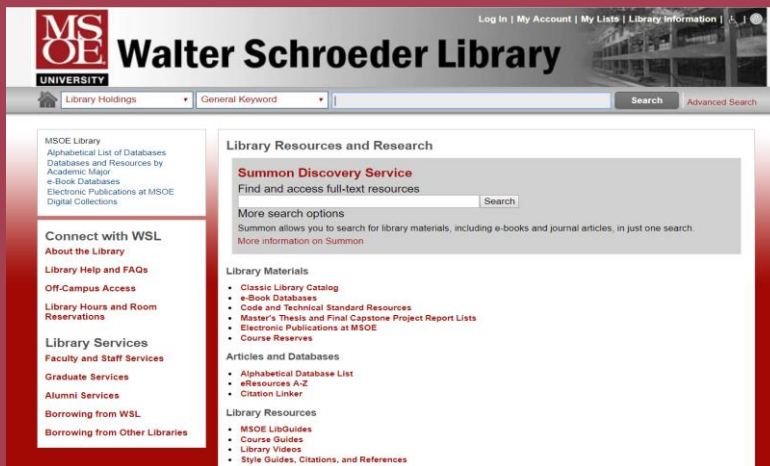 Log In | My Account | My Lists | Library Information |
MS
OE
UNIVERSITY
Walter Schroeder Library
Library Holdings General Keyword Search Advanced Search
MSOE Library
Alphabetical List of Databases
Databases and Resources by
Academic Major
e-Book Databases
Electronic Publications at MSOE
Digital Collections
Connect with WSL
About the Library
Library Help and FAQs
Off-Campus Access
Library Hours and Room
Reservations
Library Services
Faculty and Staff Services
Graduate Services
Alumni Services
Borrowing from WSL
Borrowing from Other Libraries
Library Resources and Research
Summon Discovery Service
Find and access full-text resources
Search
More search options
Summon allows you to search for library materials, including e-books and journal articles, in just one search.
More information on Summon
Library Materials
• Classic Library Catalog
• e-Book Databases
• Code and Technical Standard Resources
• Master's Thesis and Final Capstone Project Report Lists
• Electronic Publications at MSOE
• Course Reserves
Articles and Databases
• Alphabetical Database List
• eResources A-Z
• Citation Linker
Library Resources
• MSOE LibGuides
• Course Guides
• Library Videos
• Style Guides, Citations, and References